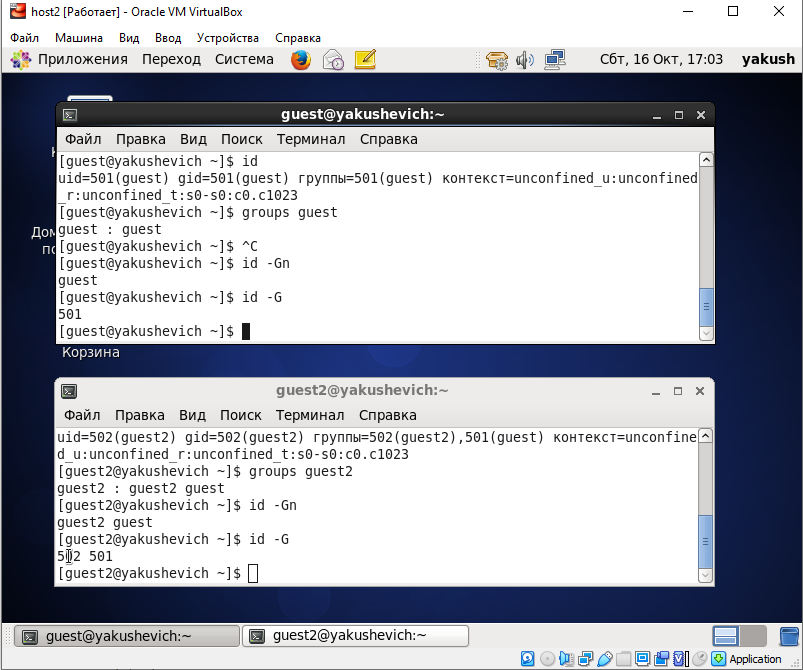 host2 [Работает] - Oracle VM VirtualBox
Файл Машина Вид Ввод Устройства Справка
Приложения Переход Система Сбт, 16 Окт, 17:03 yakush
guest@yakushevich:~
Файл Правка Вид Поиск Терминал Справка
[guest@yakushevich ~]$ id
uid=501(guest) gid=501(guest) группы=501(guest) контекст=unconfined_u:unconfined
_r:unconfined_t:s0-s0:c0.c1023
[guest@yakushevich ~]$ groups guest
guest : guest
[guest@yakushevich ~]$ ^C
[guest@yakushevich ~]$ id -Gn
guest
[guest@yakushevich ~]$ id -G
501
[guest@yakushevich ~]$
Корзина
guest2@yakushevich:~
Файл Правка Вид Поиск Терминал Справка
uid=502(guest2) gid=502(guest2) группы=502(guest2),501(guest) контекст=unconfine
d_u:unconfined_r:unconfined_t:s0-s0:c0.c1023
[guest2@yakushevich ~]$ groups guest2
guest2 : guest2 guest
[guest2@yakushevich ~]$ id -Gn
guest2 guest
[guest2@yakushevich ~]$ id -G
502 501
[guest2@yakushevich ~]$
guest@yakushevich:~ guest2@yakushevich:~
Application